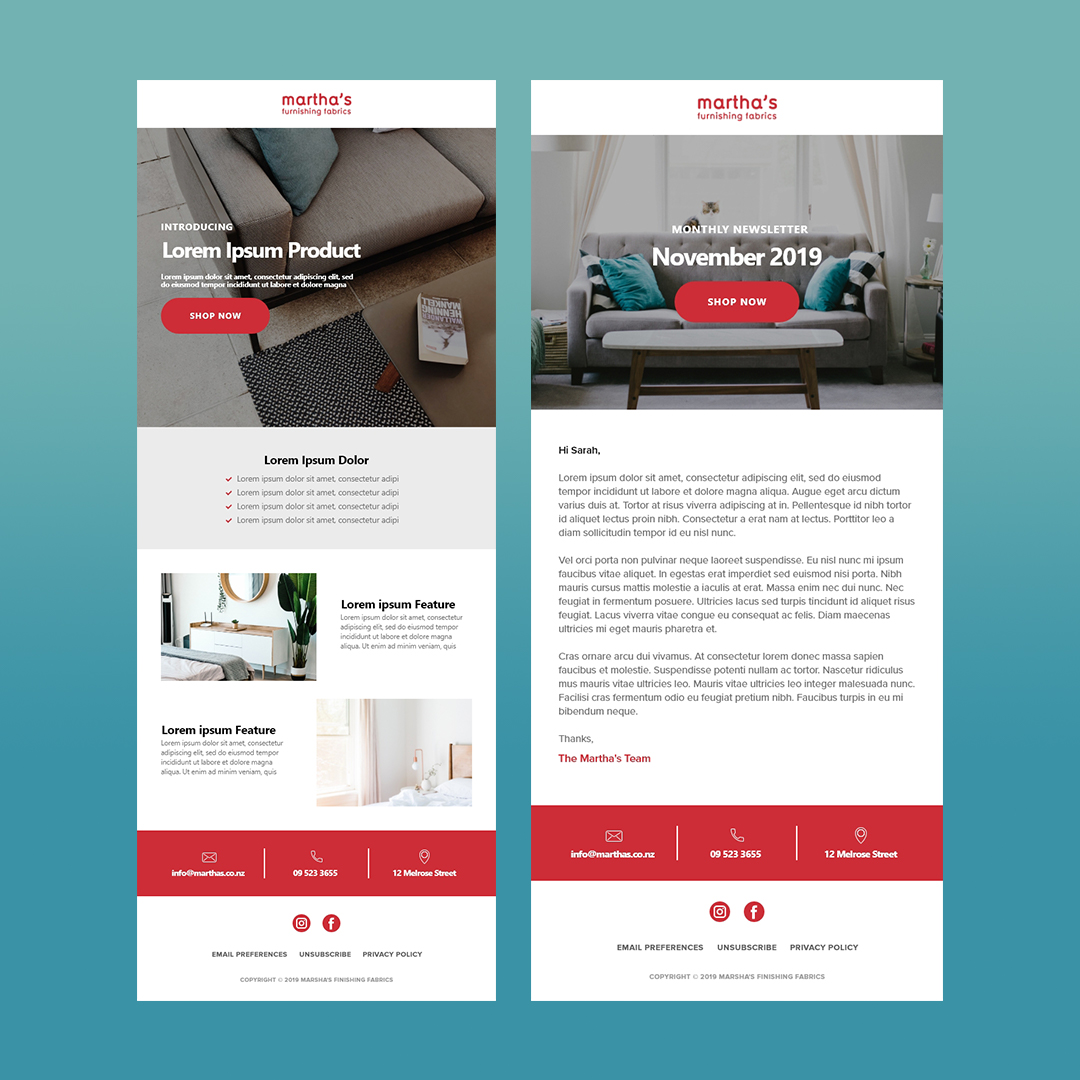 martha's
furnishing fabrics
INTRODUCING
Lorem Ipsum Product
Lorem ipsum dolor sit amet, consectetur adipiscing elit, sed
do eiusmod tempor incididunt ut labore et dolore magna
SHOP NOW
HENNING
MANKELL
WALLANDER
Lorem Ipsum Dolor
Lorem ipsum dolor sit amet, consectetur adipi
Lorem ipsum dolor sit amet, consectetur adipi
Lorem ipsum dolor sit amet, consectetur adipi
Lorem ipsum dolor sit amet, consectetur adipi
Lorem ipsum Feature
Lorem ipsum dolor sit amet, consectetur
adipiscing elit, sed do eiusmod tempor
incididunt ut labore et dolore magna
aliqua. Ut enim ad minim veniam, quis
Lorem ipsum Feature
Lorem ipsum dolor sit amet, consectetur
adipiscing elit, sed do eiusmod tempor
incididunt ut labore et dolore magna
aliqua. Ut enim ad minim veniam, quis
info@marthas.co.nz
09 523 3655
12 Melrose Street
EMAIL PREFERENCES UNSUBSCRIBE PRIVACY POLICY
COPYRIGHT © 2019 MARSHA'S FINISHING FABRICS
martha's
furnishing fabrics
MONTHLY NEWSLETTER
November 2019
SHOP NOW
Hi Sarah,
Lorem ipsum dolor sit amet, consectetur adipiscing elit, sed do eiusmod
tempor incididunt ut labore et dolore magna aliqua. Augue eget arcu dictum
varius duis at. Tortor at risus viverra adipiscing at in. Pellentesque id nibh tortor
id aliquet lectus proin nibh. Consectetur a erat nam at lectus. Porttitor leo a
diam sollicitudin tempor id eu nisl nunc.
Vel orci porta non pulvinar neque laoreet suspendisse. Eu nisl nunc mi ipsum
faucibus vitae aliquet. In egestas erat imperdiet sed euismod nisi porta. Nibh
mauris cursus mattis molestie a iaculis at erat. Massa enim nec dui nunc. Nec
feugiat in fermentum posuere. Ultricies lacus sed turpis tincidunt id aliquet risus
feugiat. Lacus viverra vitae congue eu consequat ac felis. Diam maecenas
ultricies mi eget mauris pharetra et.
Cras ornare arcu dui vivamus. At consectetur lorem donec massa sapien
faucibus et molestie. Suspendisse potenti nullam ac tortor. Nascetur ridiculus
mus mauris vitae ultricies leo. Mauris vitae ultricies leo integer malesuada nunc.
Facilisi cras fermentum odio eu feugiat pretium nibh. Faucibus turpis in eu mi
bibendum neque.
Thanks,
The Martha's Team
info@marthas.co.nz
09 523 3655
12 Melrose Street
EMAIL PREFERENCES UNSUBSCRIBE PRIVACY POLICY
COPYRIGHT © 2019 MARSHA'S FINISHING FABRICS